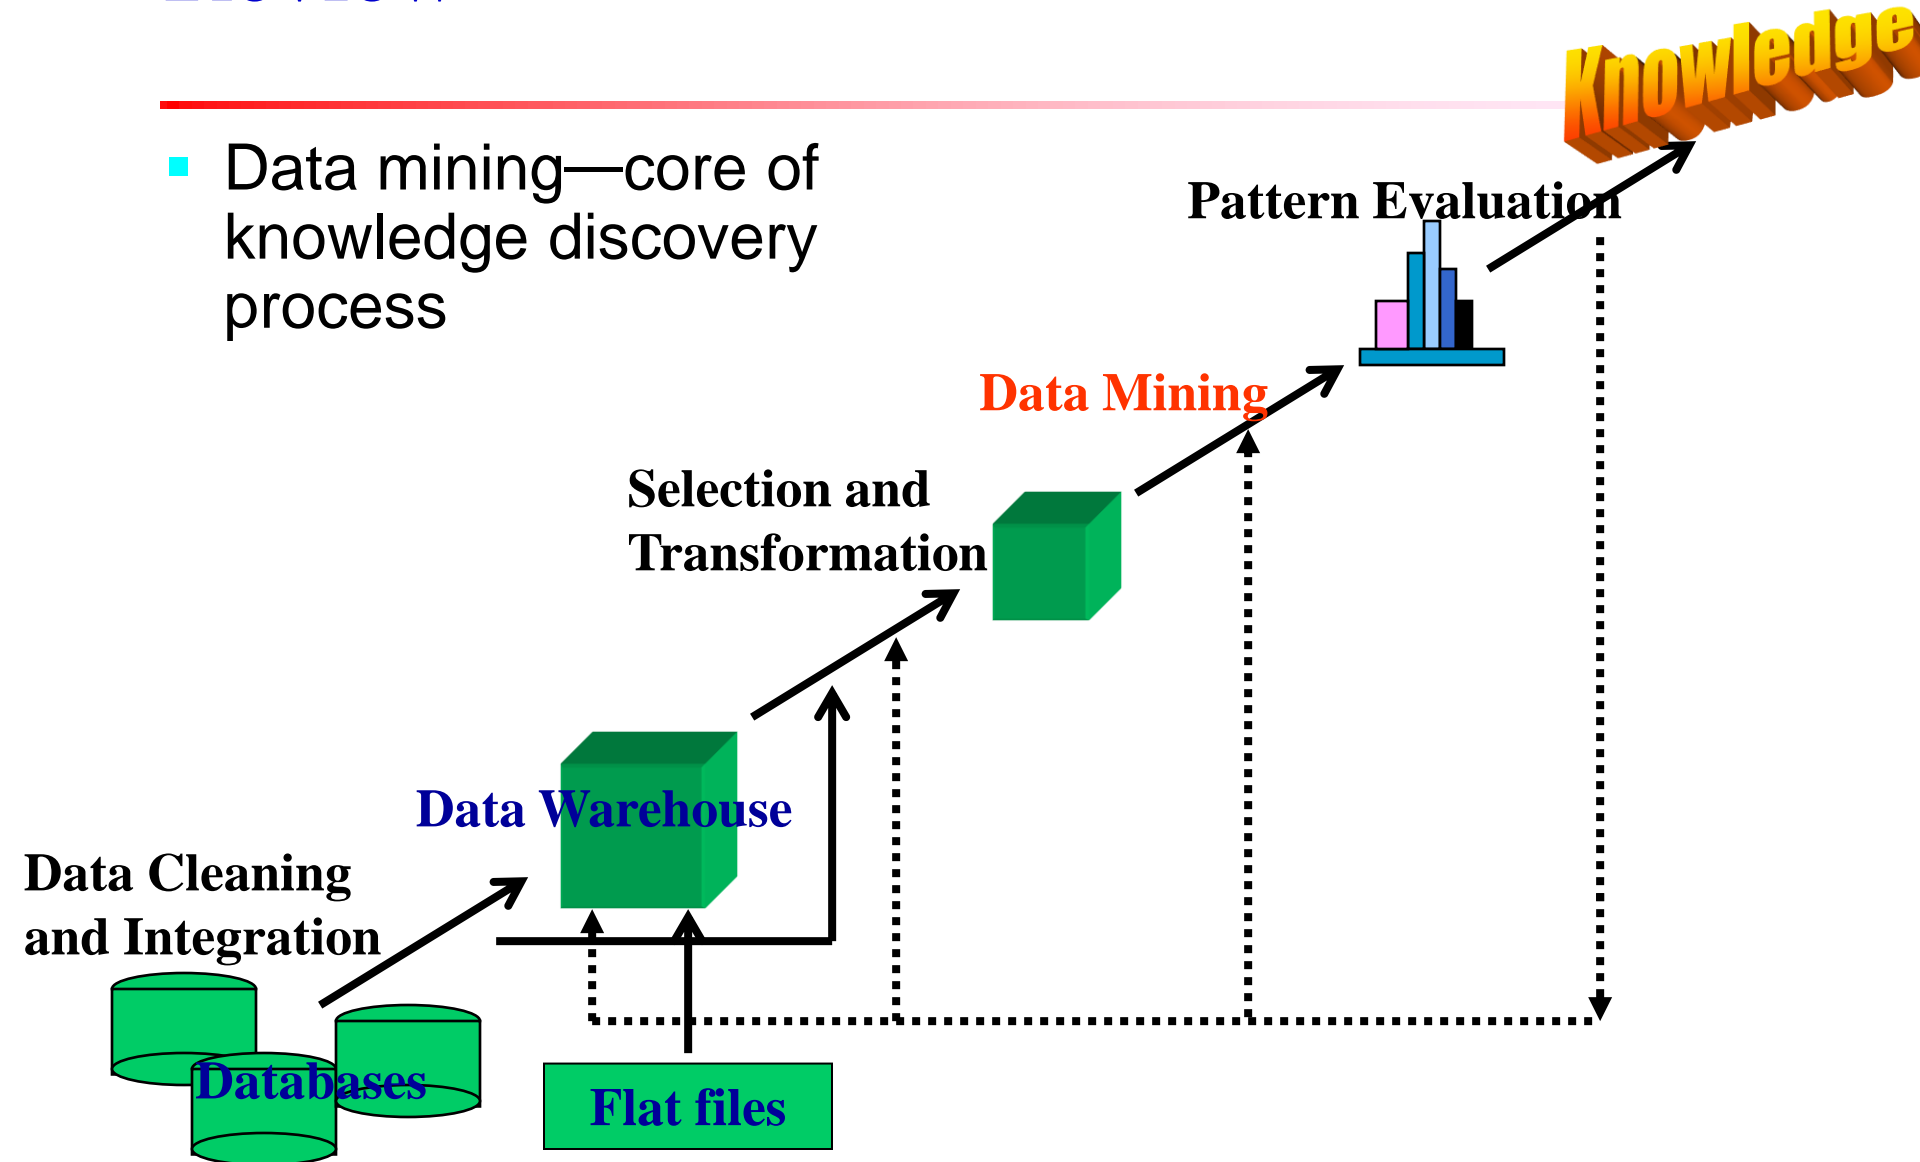 Knowledge
Data mining—core of
knowledge discovery
process
Pattern Evaluation
Data Mining
Selection and
Transformation
Data Warehouse
Data Cleaning
and Integration
Databases
Flat files